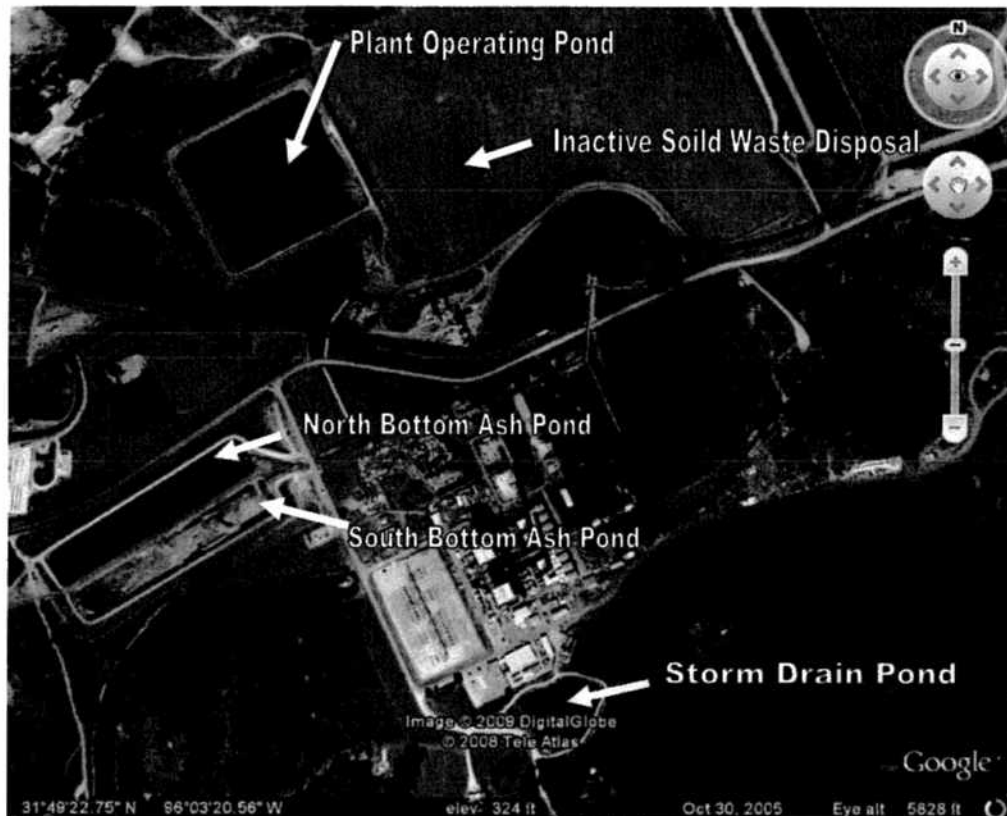 N
Plant Operating Pond
Inactive Soild Waste Disposal
North Bottom Ash Pond
South Bottom Ash Pond
Storm Drain Pond
Image © 2009 DigitalGlobe
© 2008 Tele Atlas
Google
31°49'22.75" N 96°03'20.56" W elev 324 ft Oct 30, 2005 Eye alt 5828 ft